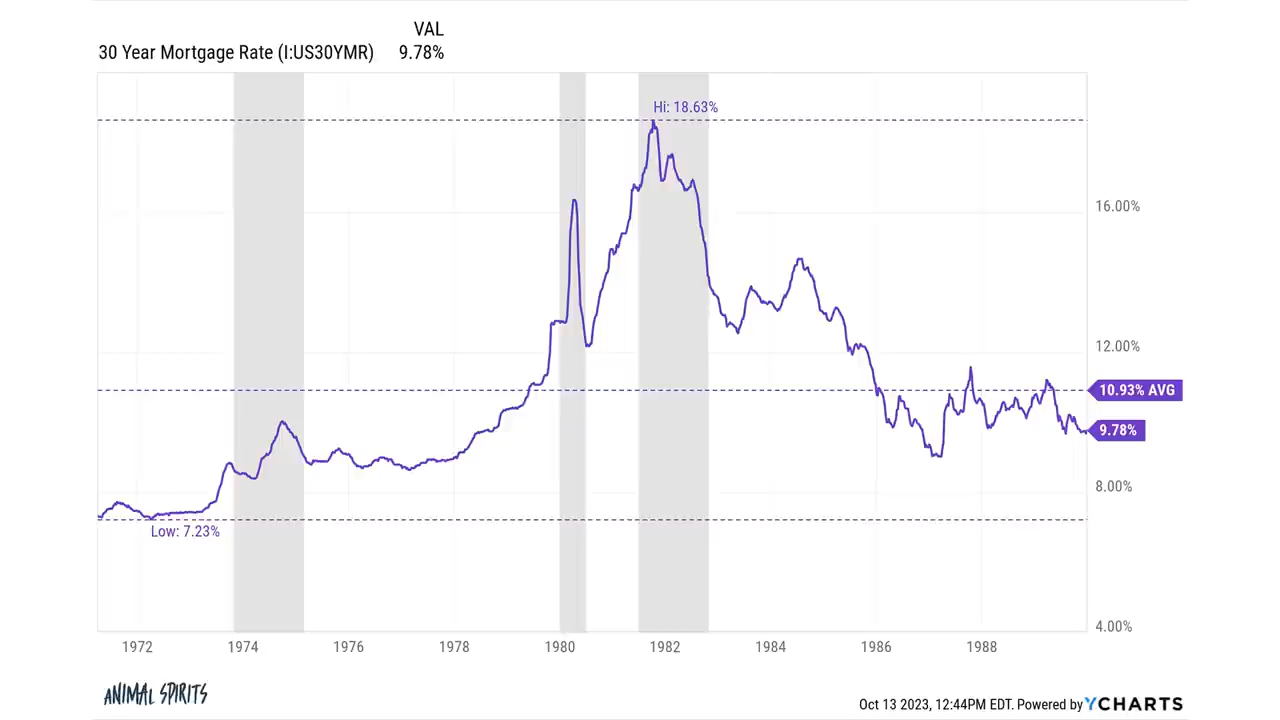 VAL
30 Year Mortgage Rate (I:US30YMR) 9.78%
Hi: 18.63%
16.00%
12.00%
10.93% AVG
9.78%
8.00%
Low: 7.23%
4.00%
1972 1974 1976 1978 1980 1982 1984 1986 1988
ANIMAL SPIRITS
Oct 13 2023, 12:44PM EDT. Powered by YCHARTS